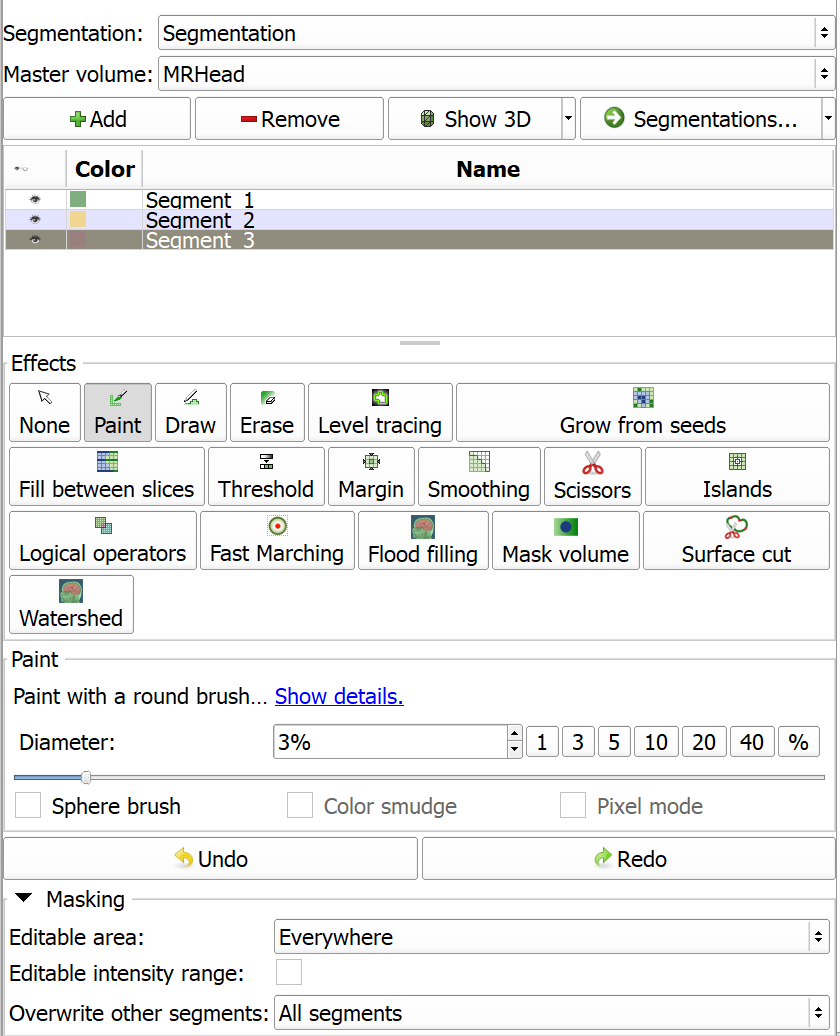 Segmentation: Segmentation
Master volume: MRHead
Add Remove Show 3D Segmentations...
Color Name
Segment_1
Segment_2
Segment_3
Effects
None Paint Draw Erase Level tracing Grow from seeds
Fill between slices Threshold Margin Smoothing Scissors Islands
Logical operators Fast Marching Flood filling Mask volume Surface cut
Watershed
Paint
Paint with a round brush... Show details.
Diameter: 3% 1 3 5 10 20 40 %
Sphere brush Color smudge Pixel mode
Undo Redo
Masking
Editable area: Everywhere
Editable intensity range:
Overwrite other segments: All segments